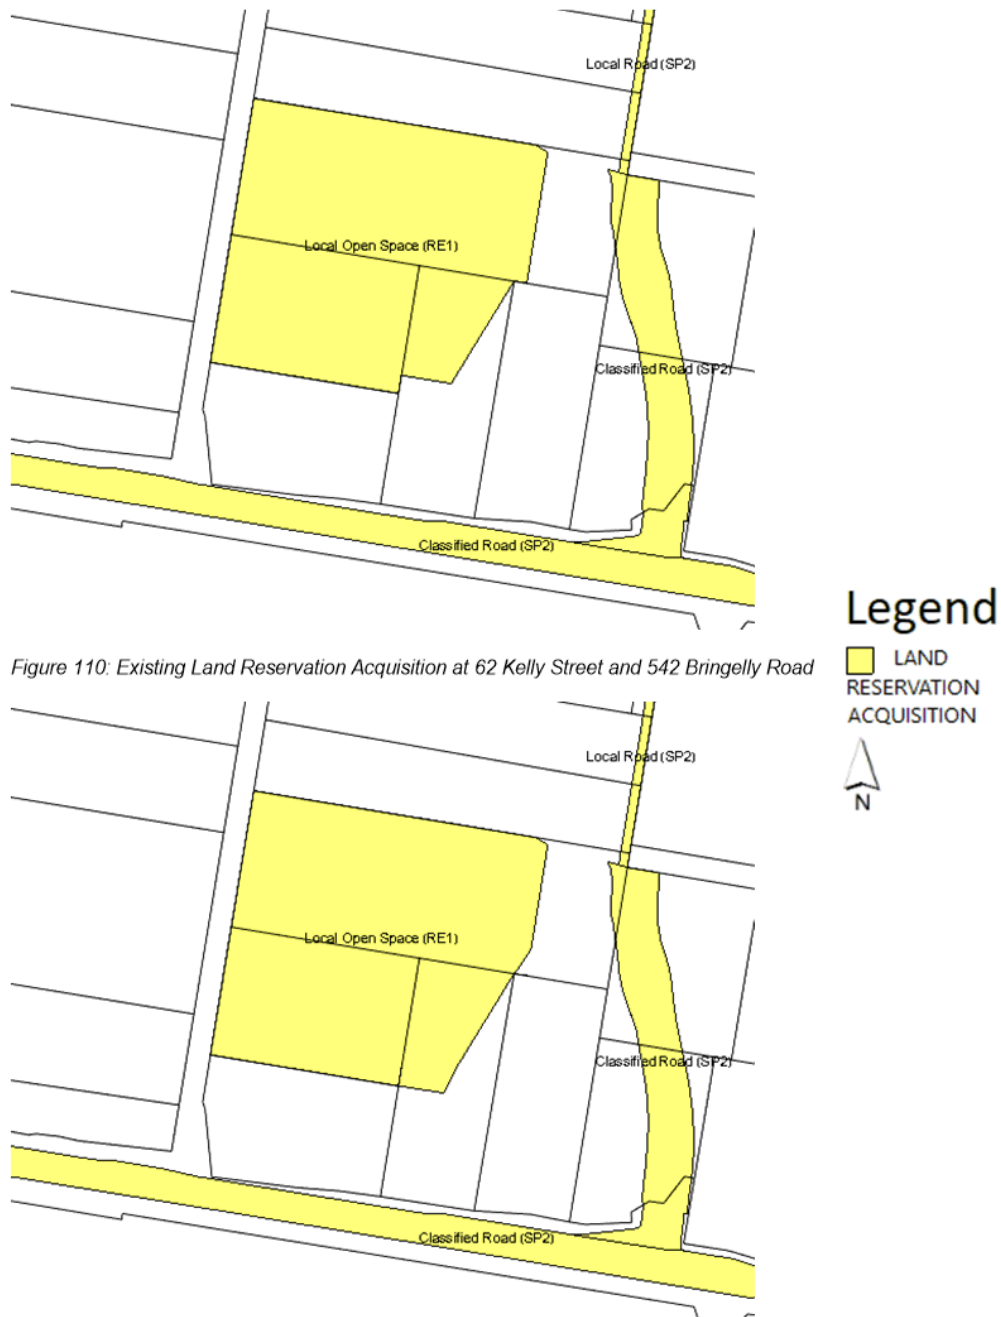 Local Road (SP2)
Local Open Space (RE1)
Classified Road (SP2)
Classified Road (SP2)
Legend
LAND
RESERVATION
ACQUISITION
N
Figure 110: Existing Land Reservation Acquisition at 62 Kelly Street and 542 Bringelly Road
Local Road (SP2)
Local Open Space (RE1)
Classified Road (SP2)
Classified Road (SP2)